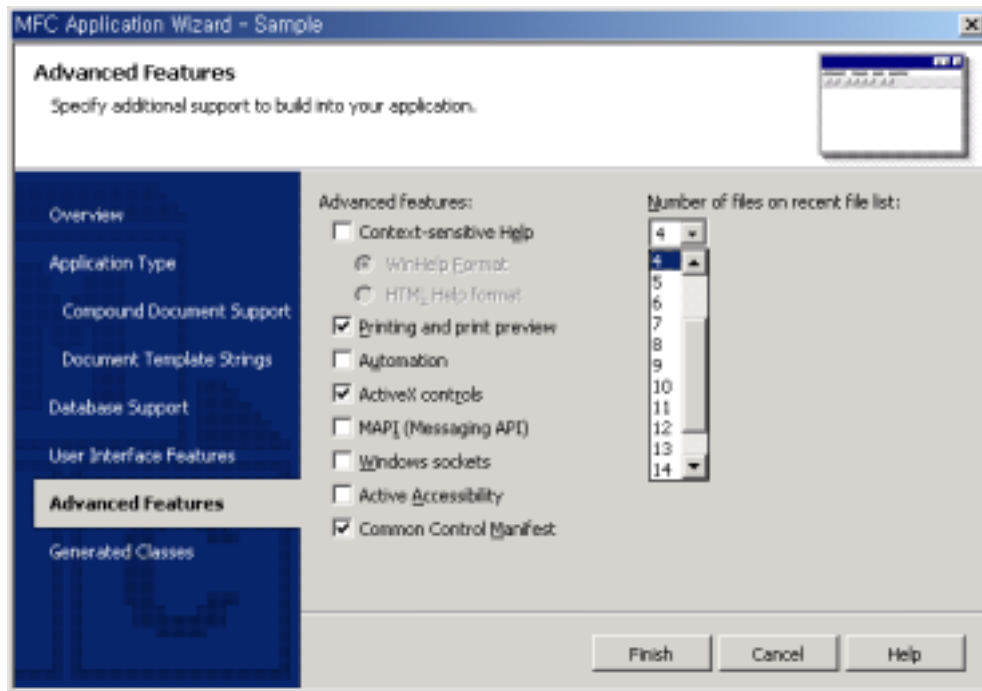 MFC Application Wizard - Sample
Advanced Features
Specify additional support to build into your application.
Overview
Application Type
Compound Document Support
Document Template Strings
Database Support
User Interface Features
Advanced Features
Generated Classes
Advanced features:
Context-sensitive Help
WinHelp Format
HTML Help format
Printing and print preview
Automation
ActiveX controls
MAPI (Messaging API)
Windows sockets
Active Accessibility
Common Control Manifest
Number of files on recent file list:
4
4
5
6
7
8
9
10
11
12
13
14
Finish
Cancel
Help